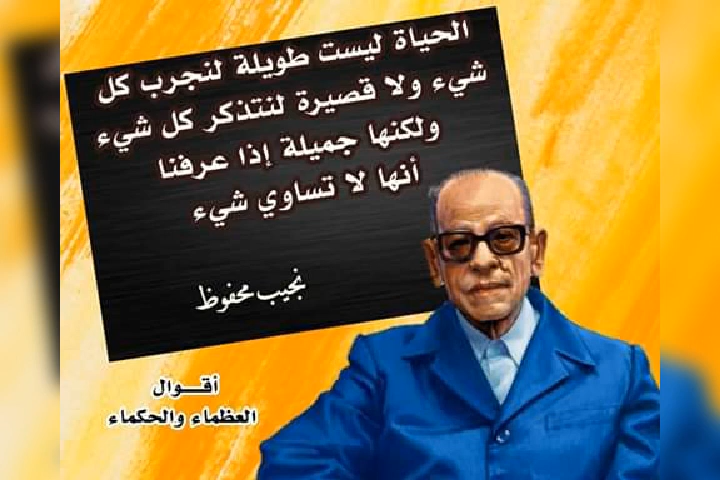 الحياة ليست طويلة لنجرب كل
شيء ولا قصيرة لنتذكر كل شيء
ولكنها جميلة إذا عرفنا
أنها لا تساوي شيء
نجيب محفوظ
أقـــوال
العظماء والحكماء